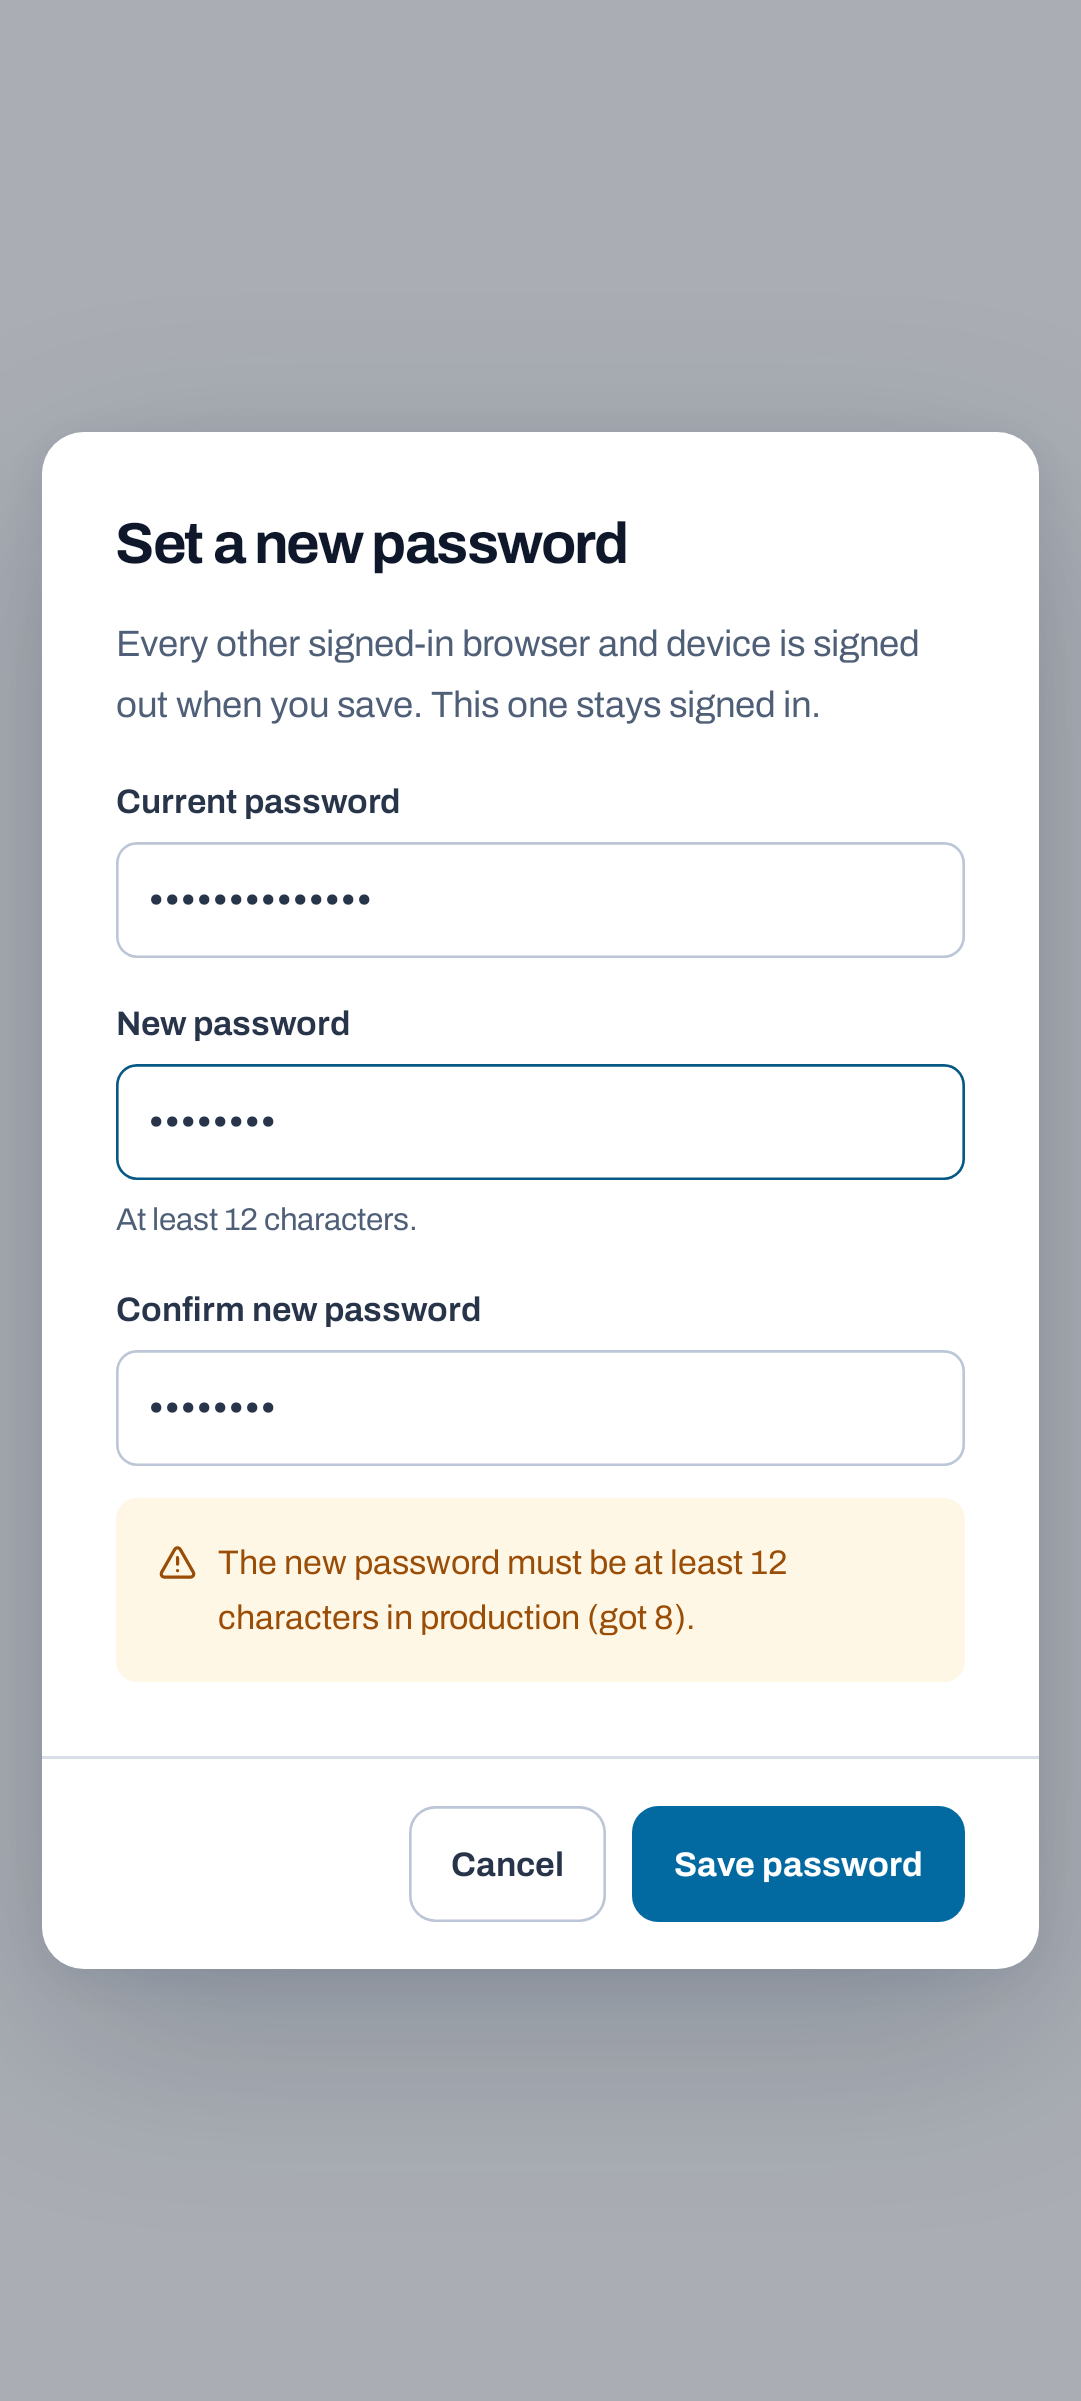 Set a new password
Every other signed-in browser and device is signed
out when you save. This one stays signed in.
Current password
••••••••••••••
New password
••••••••
At least 12 characters.
Confirm new password
••••••••
The new password must be at least 12
characters in production (got 8).
Cancel
Save password